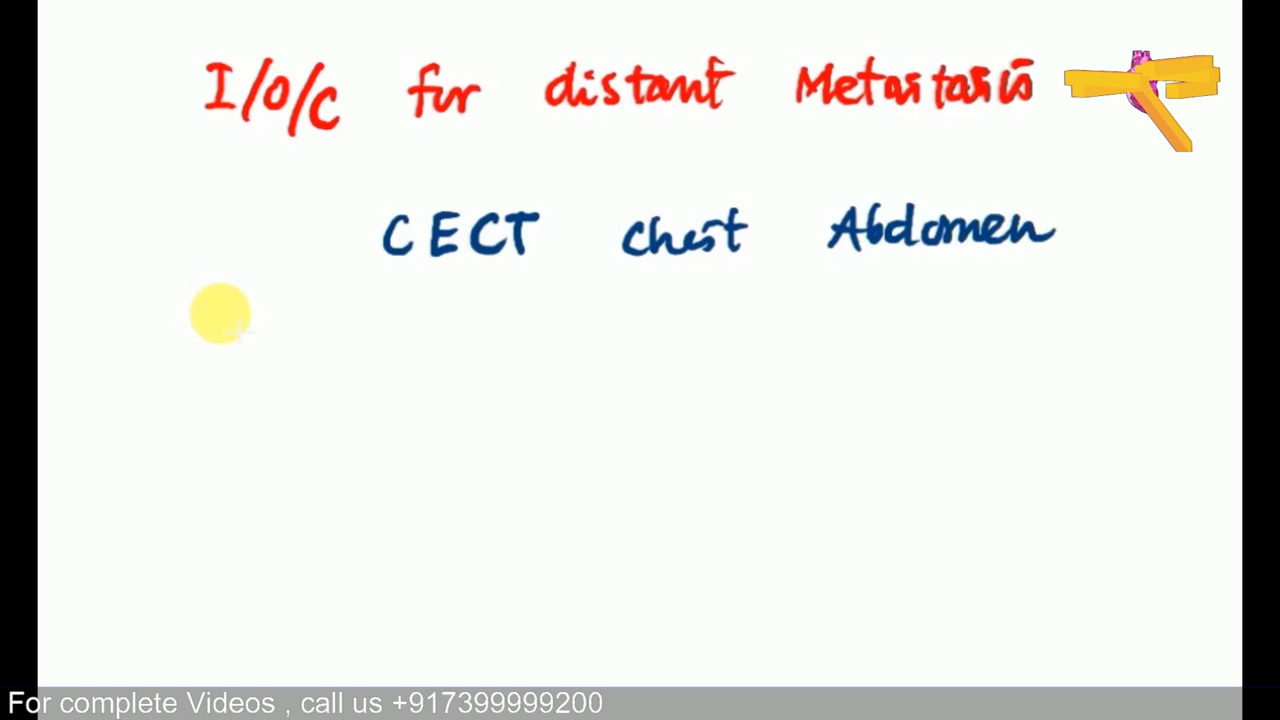 I/O/C for distant Metastasis
CECT Chest Abdomen
For complete Videos , call us +917399999200